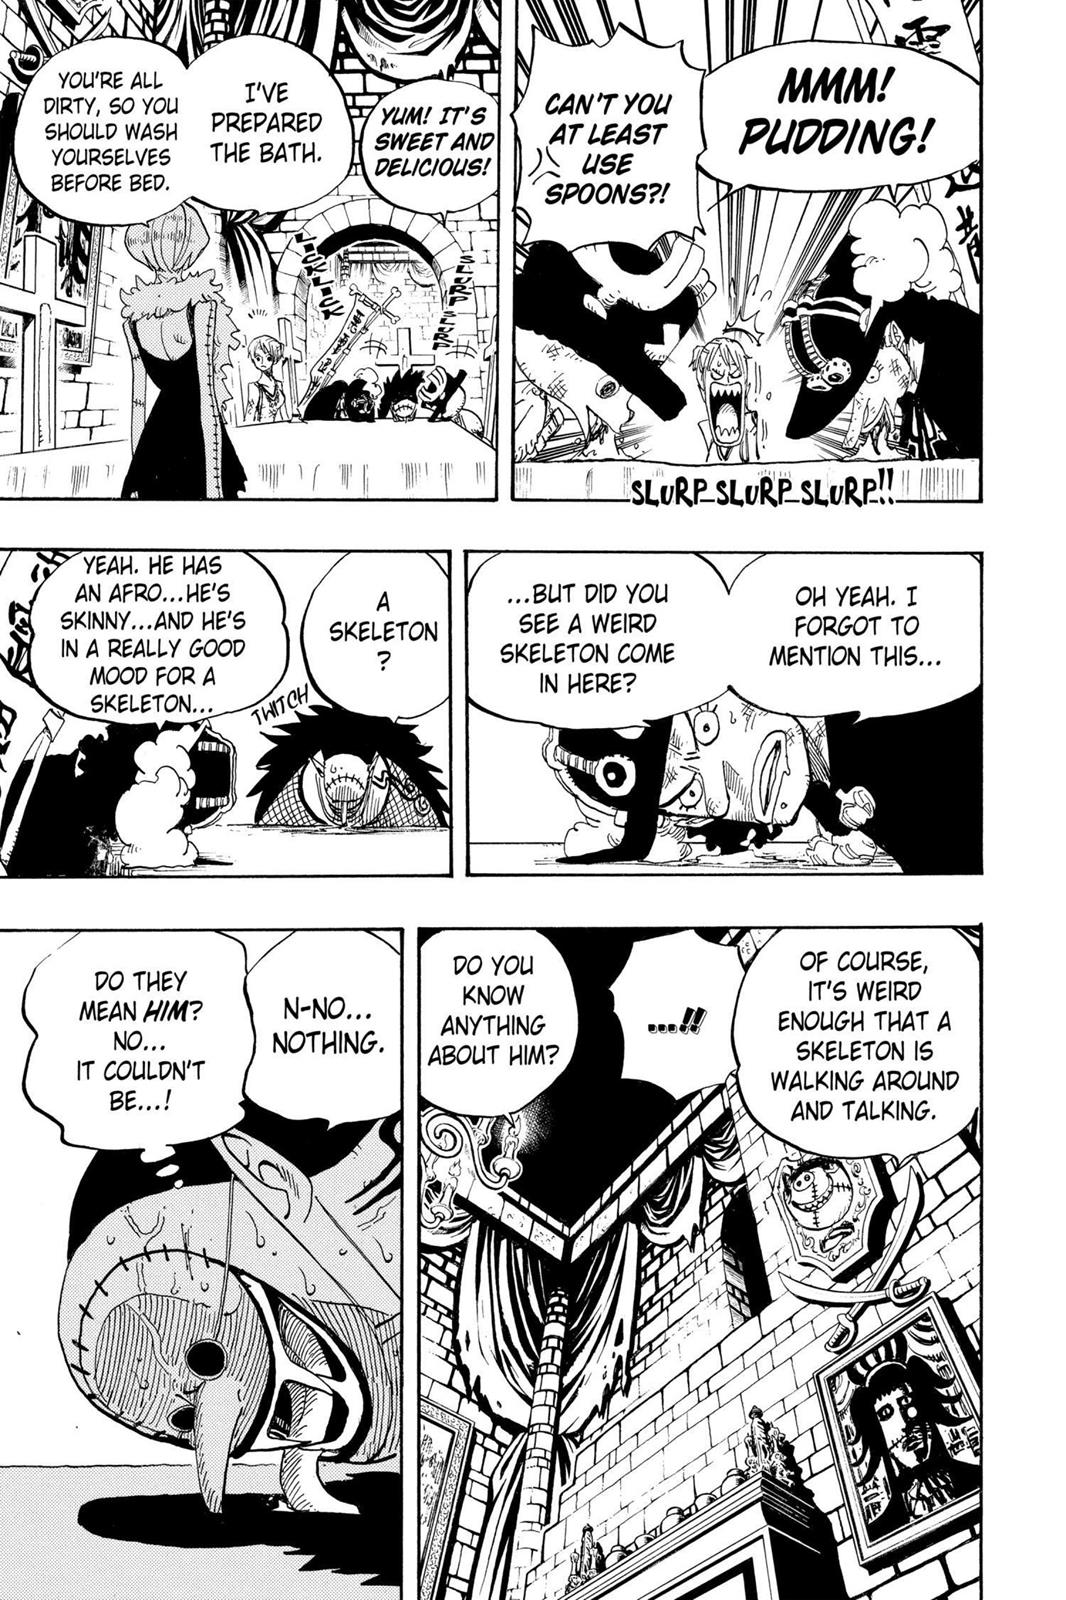 MMM!
PUDDING!
CAN'T YOU
AT LEAST
USE
SPOONS?!
SLURP SLURP SLURP!!
YUM! IT'S
SWEET AND
DELICIOUS!
I'VE
PREPARED
THE BATH.
YOU'RE ALL
DIRTY, SO YOU
SHOULD WASH
YOURSELVES
BEFORE BED.
LICK LICK
SLURP SLURP
OH YEAH. I
FORGOT TO
MENTION THIS...
...BUT DID YOU
SEE A WEIRD
SKELETON COME
IN HERE?
A
SKELETON
?
TWITCH
YEAH. HE HAS
AN AFRO...HE'S
SKINNY...AND HE'S
IN A REALLY GOOD
MOOD FOR A
SKELETON...
OF COURSE,
IT'S WEIRD
ENOUGH THAT A
SKELETON IS
WALKING AROUND
AND TALKING.
...!!
DO YOU
KNOW
ANYTHING
ABOUT HIM?
N-NO...
NOTHING.
DO THEY
MEAN HIM?
NO...
IT COULDN'T
BE...!